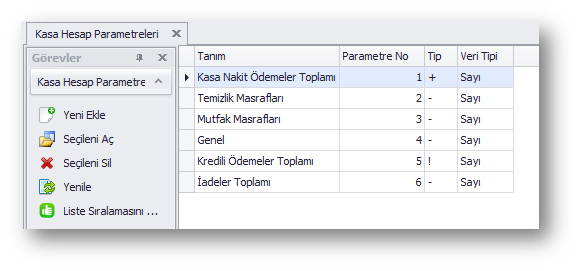 Kasa Hesap Parametreleri
Görevler
Kasa Hesap Parametre
Yeni Ekle
Seçileni Aç
Seçileni Sil
Yenile
Liste Sıralamasını ...
Tanım Parametre No Tip Veri Tipi
Kasa Nakit Ödemeler Toplamı 1 + Sayı
Temizlik Masrafları 2 - Sayı
Mutfak Masrafları 3 - Sayı
Genel 4 - Sayı
Kredili Ödemeler Toplamı 5 ! Sayı
İadeler Toplamı 6 - Sayı